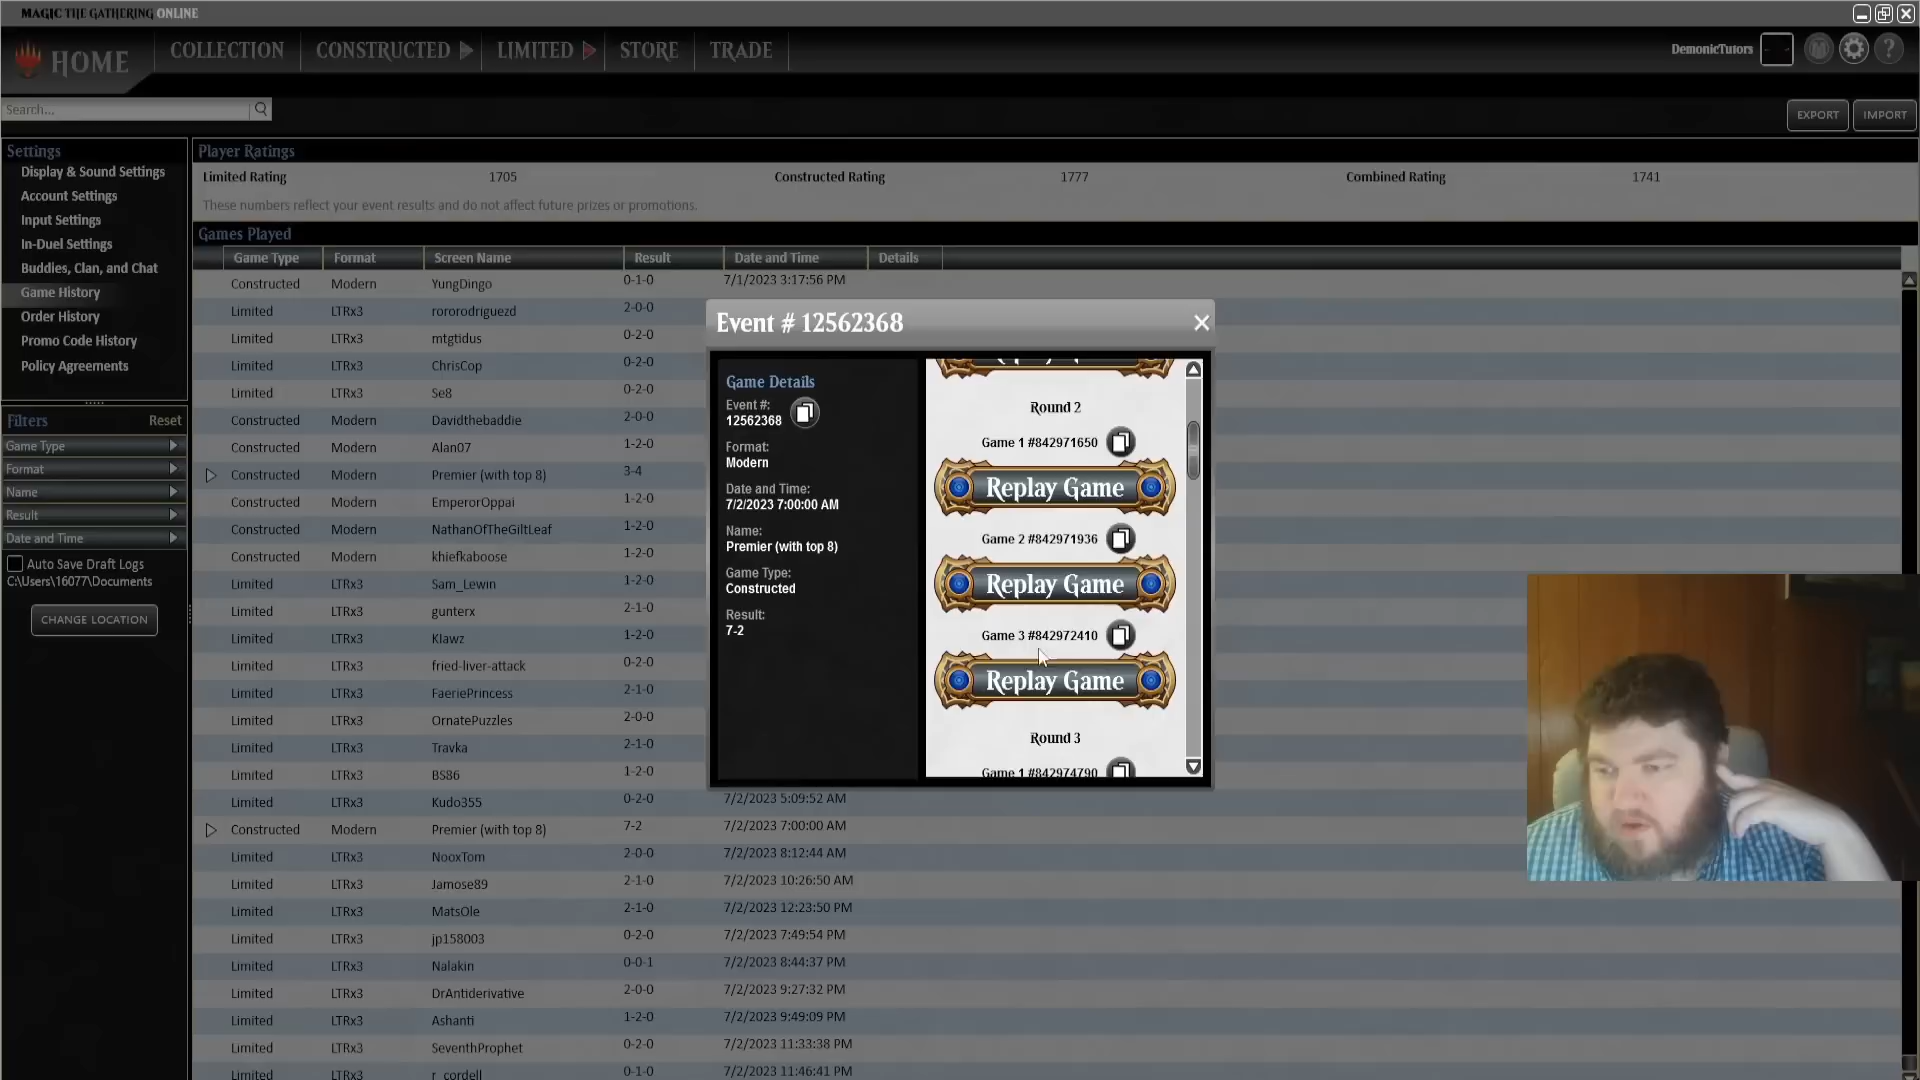 MAGIC THE GATHERING ONLINE
HOME
COLLECTION
CONSTRUCTED
LIMITED
STORE
TRADE
DemonicTutors
Search...
EXPORT
IMPORT
Settings
Display & Sound Settings
Account Settings
Input Settings
In-Duel Settings
Buddies, Clan, and Chat
Game History
Order History
Promo Code History
Policy Agreements
Filters Reset
Game Type
Format
Name
Result
Date and Time
Auto Save Draft Logs
C:\Users\16077\Documents
CHANGE LOCATION
Player Ratings
Limited Rating 1705 Constructed Rating 1777 Combined Rating 1741
These numbers reflect your event results and do not affect future prizes or promotions.
Games Played
Game Type Format Screen Name Result Date and Time Details
Constructed Modern YungDingo 0-1-0 7/1/2023 3:17:56 PM
Limited LTRx3 rororodriguezd 2-0-0
Limited LTRx3 mtgtidus 0-2-0
Limited LTRx3 ChrisCop 0-2-0
Limited LTRx3 Se8 0-2-0
Constructed Modern Davidthebaddie 2-0-0
Constructed Modern Alan07 1-2-0
Constructed Modern Premier (with top 8) 3-4
Constructed Modern EmperorOppai 1-2-0
Constructed Modern NathanOfTheGiltLeaf 1-2-0
Constructed Modern khiefkaboose 1-2-0
Limited LTRx3 Sam_Lewin 1-2-0
Limited LTRx3 gunterx 2-1-0
Limited LTRx3 Klawz 1-2-0
Limited LTRx3 fried-liver-attack 0-2-0
Limited LTRx3 FaeriePrincess 2-1-0
Limited LTRx3 OrnatePuzzles 2-0-0
Limited LTRx3 Travka 2-1-0
Limited LTRx3 BS86 1-2-0
Limited LTRx3 Kudo355 0-2-0 7/2/2023 5:09:52 AM
Constructed Modern Premier (with top 8) 7-2 7/2/2023 7:00:00 AM
Limited LTRx3 NooxTom 2-0-0 7/2/2023 8:12:44 AM
Limited LTRx3 Jamose89 2-1-0 7/2/2023 10:26:50 AM
Limited LTRx3 MatsOle 2-1-0 7/2/2023 12:23:50 PM
Limited LTRx3 jp158003 0-2-0 7/2/2023 7:49:54 PM
Limited LTRx3 Nalakin 0-0-1 7/2/2023 8:44:37 PM
Limited LTRx3 DrAntiderivative 2-0-0 7/2/2023 9:27:32 PM
Limited LTRx3 Ashanti 1-2-0 7/2/2023 9:49:09 PM
Limited LTRx3 SeventhProphet 0-2-0 7/2/2023 11:33:38 PM
Limited LTRx3 r_cordell 0-1-0 7/2/2023 11:46:41 PM
Event # 12562368
Game Details
Event #:
12562368
Format:
Modern
Date and Time:
7/2/2023 7:00:00 AM
Name:
Premier (with top 8)
Game Type:
Constructed
Result:
7-2
Round 2
Game 1 #842971650
Replay Game
Game 2 #842971936
Replay Game
Game 3 #842972410
Replay Game
Round 3
Game 1 #842974790